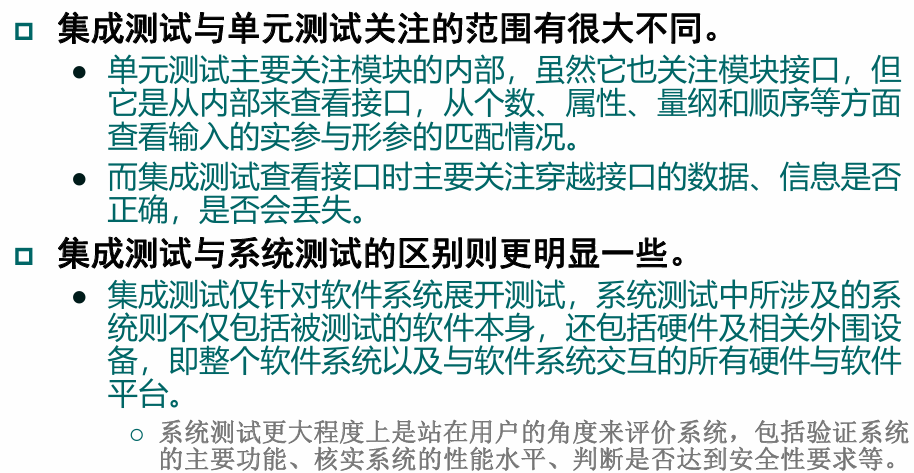 集成测试与单元测试关注的范围有很大不同。
单元测试主要关注模块的内部，虽然它也关注模块接口，但
它是从内部来查看接口，从个数、属性、量纲和顺序等方面
查看输入的实参与形参的匹配情况。
而集成测试查看接口时主要关注穿越接口的数据、信息是否
正确，是否会丢失。
集成测试与系统测试的区别则更明显一些。
集成测试仅针对软件系统展开测试，系统测试中所涉及的系
统则不仅包括被测试的软件本身，还包括硬件及相关外围设
备，即整个软件系统以及与软件系统交互的所有硬件与软件
平台。
系统测试更大程度上是站在用户的角度来评价系统，包括验证系统
的主要功能、核实系统的性能水平、判断是否达到安全性要求等。